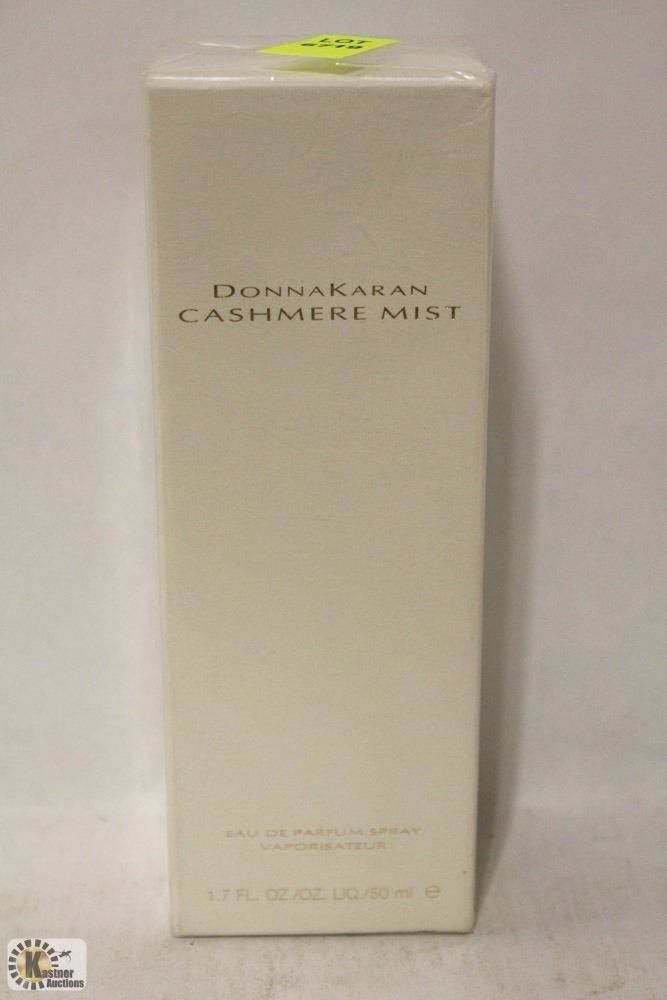 LOT
6719
DONNAKARAN
CASHMERE MIST
EAU DE PARFUM SPRAY
VAPORISATEUR
1.7 FL. OZ./OZ. LIQ./50 ml e
Kastner
Auctions